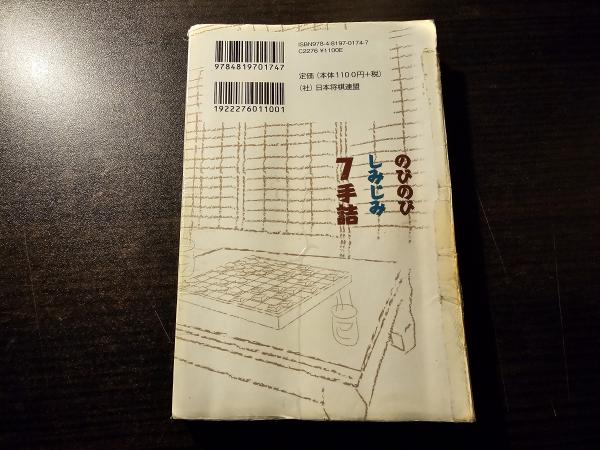 ISBN978-4-8197-0174-7
C2276 ¥1100E
9784819701747
定価（本体1100円+税）
（社）日本将棋連盟
1922276011001
のびのび
しみじみ
7手詰